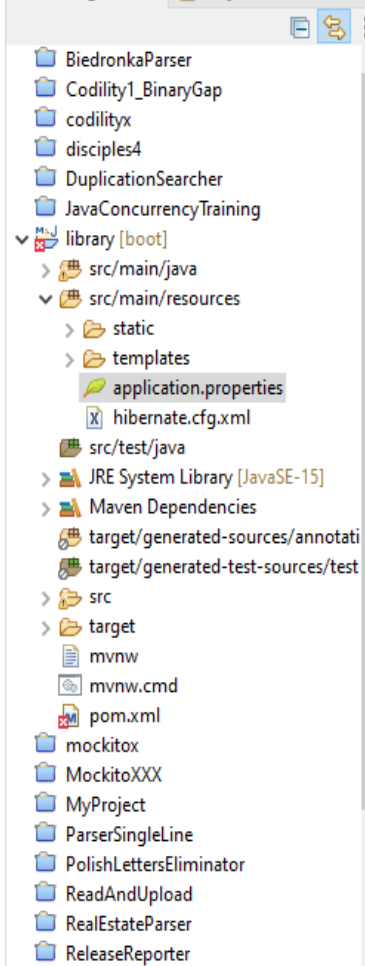 BiedronkaParser
Codility1_BinaryGap
codilityx
disciples4
DuplicationSearcher
JavaConcurrencyTraining
library [boot]
src/main/java
src/main/resources
static
templates
application.properties
hibernate.cfg.xml
src/test/java
JRE System Library [JavaSE-15]
Maven Dependencies
target/generated-sources/annotati
target/generated-test-sources/test
src
target
mvnw
mvnw.cmd
pom.xml
mockitox
MockitoXXX
MyProject
ParserSingleLine
PolishLettersEliminator
ReadAndUpload
RealEstateParser
ReleaseReporter